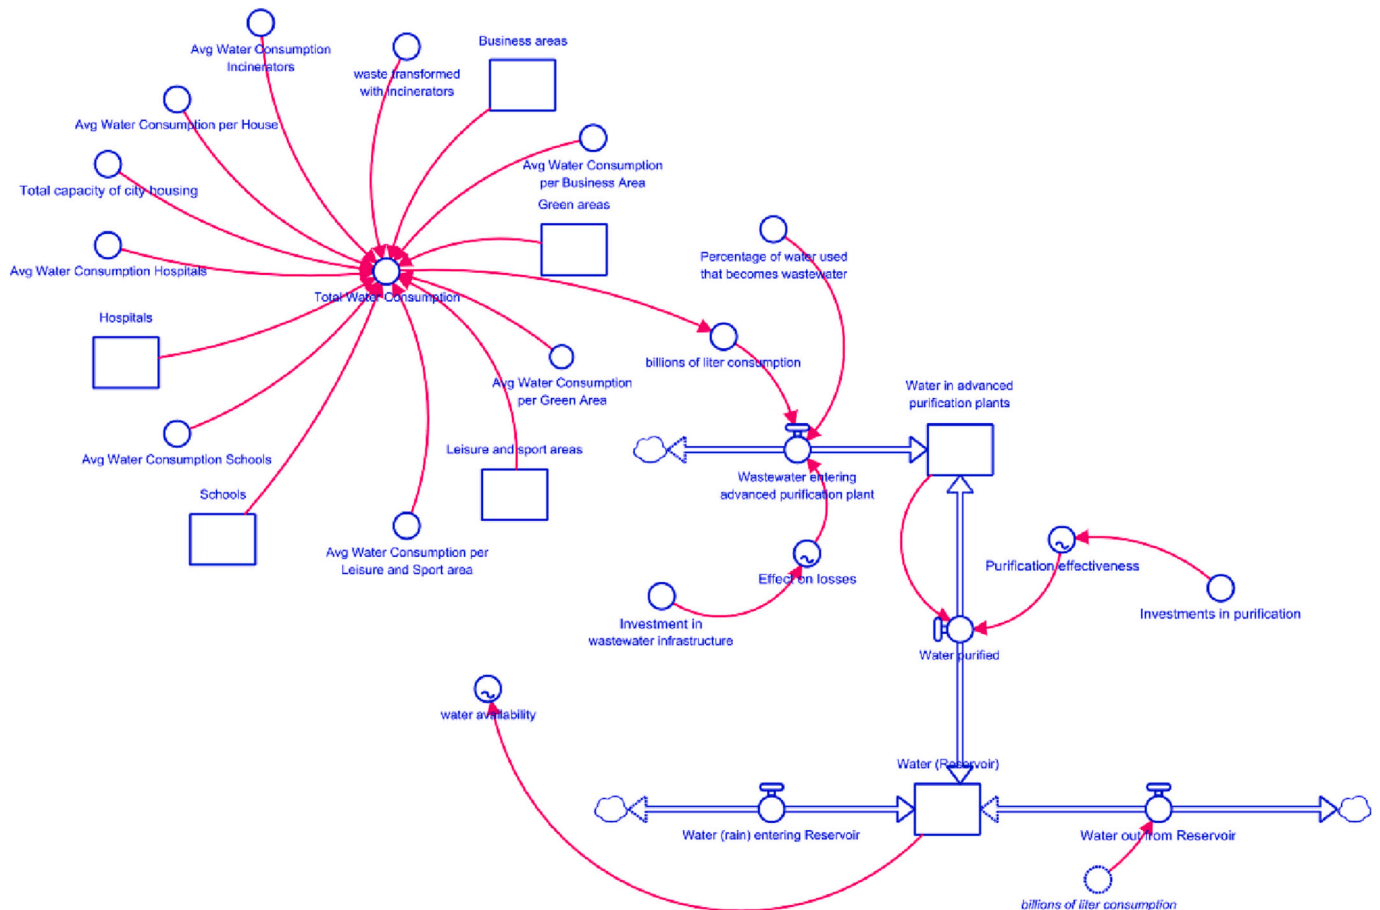 Avg Water Consumption
Incinerators
waste transformed
with incinerators
Business areas
Avg Water Consumption per House
Avg Water Consumption
per Business Area
Total capacity of city housing
Green areas
Avg Water Consumption Hospitals
Percentage of water used
that becomes wastewater
Total Water Consumption
Hospitals
billions of liter consumption
Avg Water Consumption
per Green Area
Water in advanced
purification plants
Avg Water Consumption Schools
Leisure and sport areas
Wastewater entering
advanced purification plant
Schools
Avg Water Consumption per
Leisure and Sport area
Effect on losses
Purification effectiveness
Investment in
wastewater infrastructure
Investments in purification
Water purified
water availability
Water (Reservoir)
Water (rain) entering Reservoir
Water out from Reservoir
billions of liter consumption